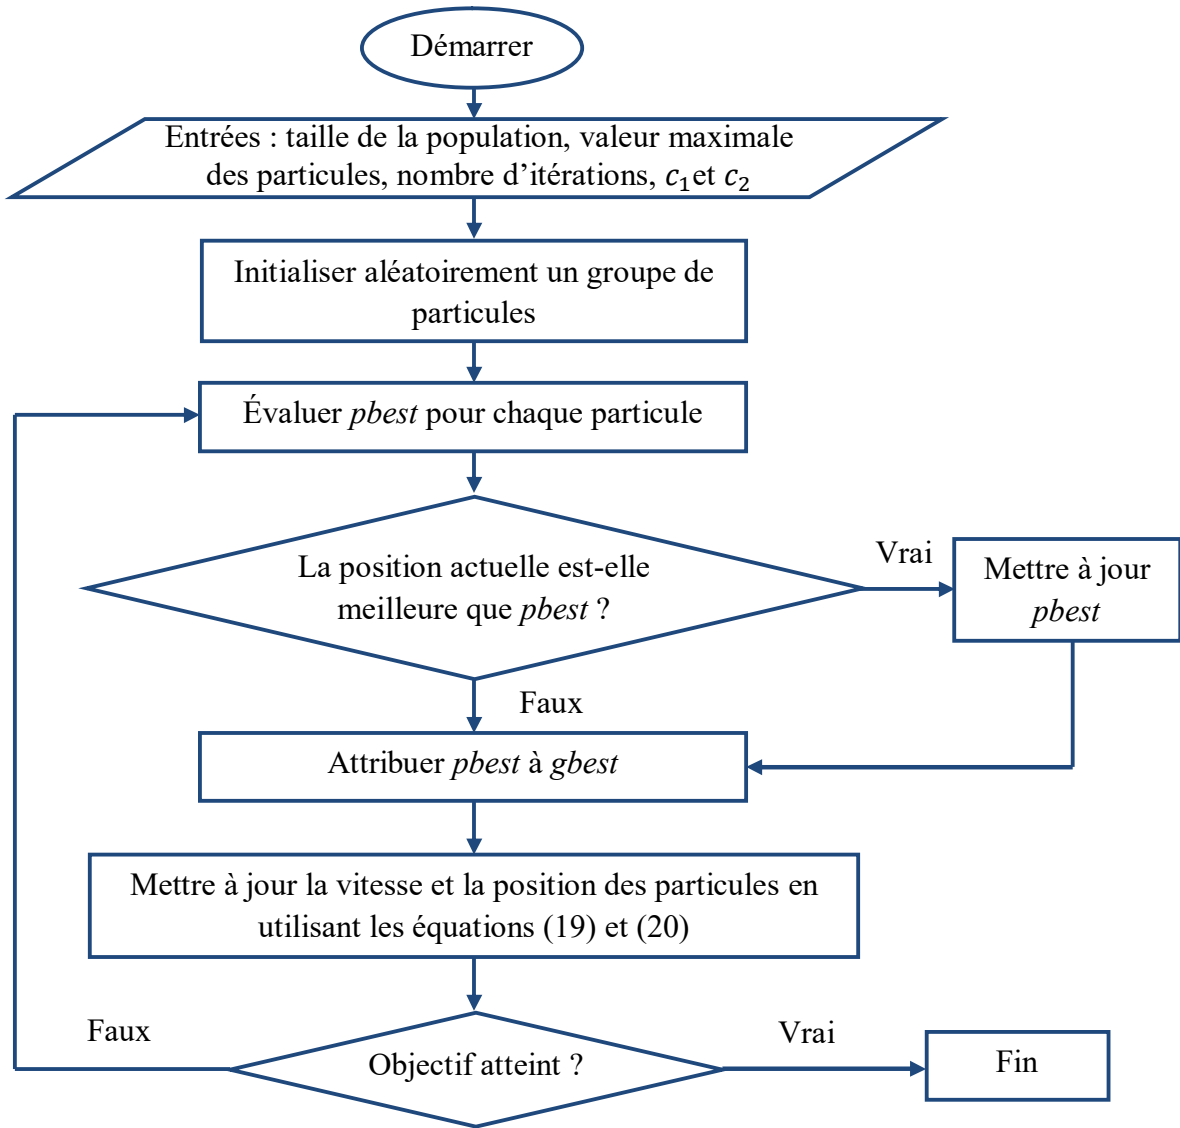 Démarrer
Entrées : taille de la population, valeur maximale
des particules, nombre d’itérations, 𝑐₁et 𝑐₂
Initialiser aléatoirement un groupe de
particules
Évaluer pbest pour chaque particule
La position actuelle est-elle
meilleure que pbest ?
Vrai
Mettre à jour
pbest
Faux
Attribuer pbest à gbest
Mettre à jour la vitesse et la position des particules en
utilisant les équations (19) et (20)
Faux
Objectif atteint ?
Vrai
Fin